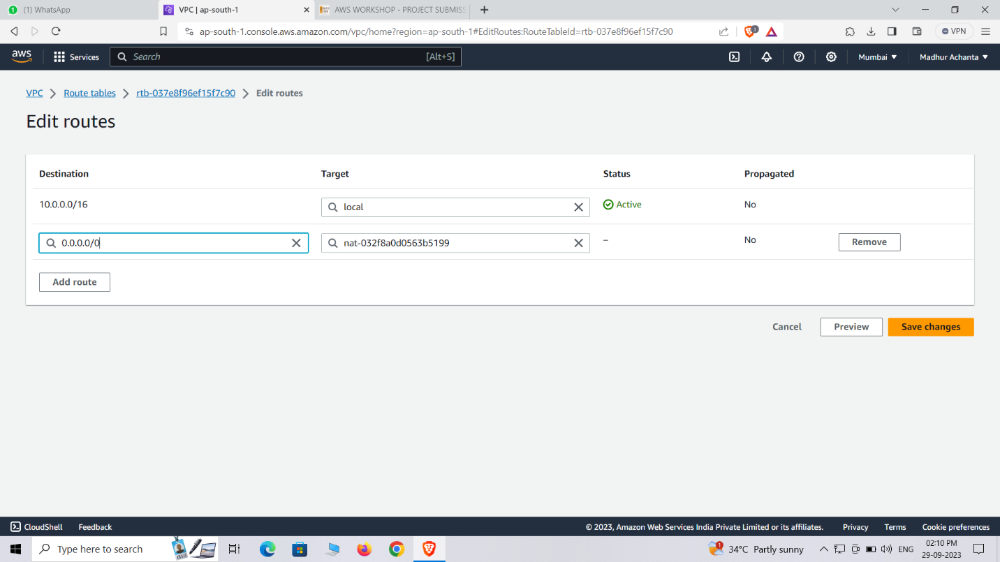 (1) WhatsApp
VPC | ap-south-1
AWS WORKSHOP - PROJECT SUBMISS
ap-south-1.console.aws.amazon.com/vpc/home?region=ap-south-1#EditRoutes:RouteTableId=rtb-037e8f96ef15f7c90
3
VPN
aws
Services
Search
[Alt+S]
Mumbai
Madhur Achanta
VPC
Route tables
rtb-037e8f96ef15f7c90
Edit routes
Edit routes
Destination
Target
Status
Propagated
10.0.0.0/16
local
Active
No
0.0.0.0/0
nat-032f8a0d0563b5199
–
No
Remove
Add route
Cancel
Preview
Save changes
CloudShell
Feedback
© 2023, Amazon Web Services India Private Limited or its affiliates.
Privacy
Terms
Cookie preferences
Type here to search
1
34°C Partly sunny
ENG
02:10 PM
29-09-2023